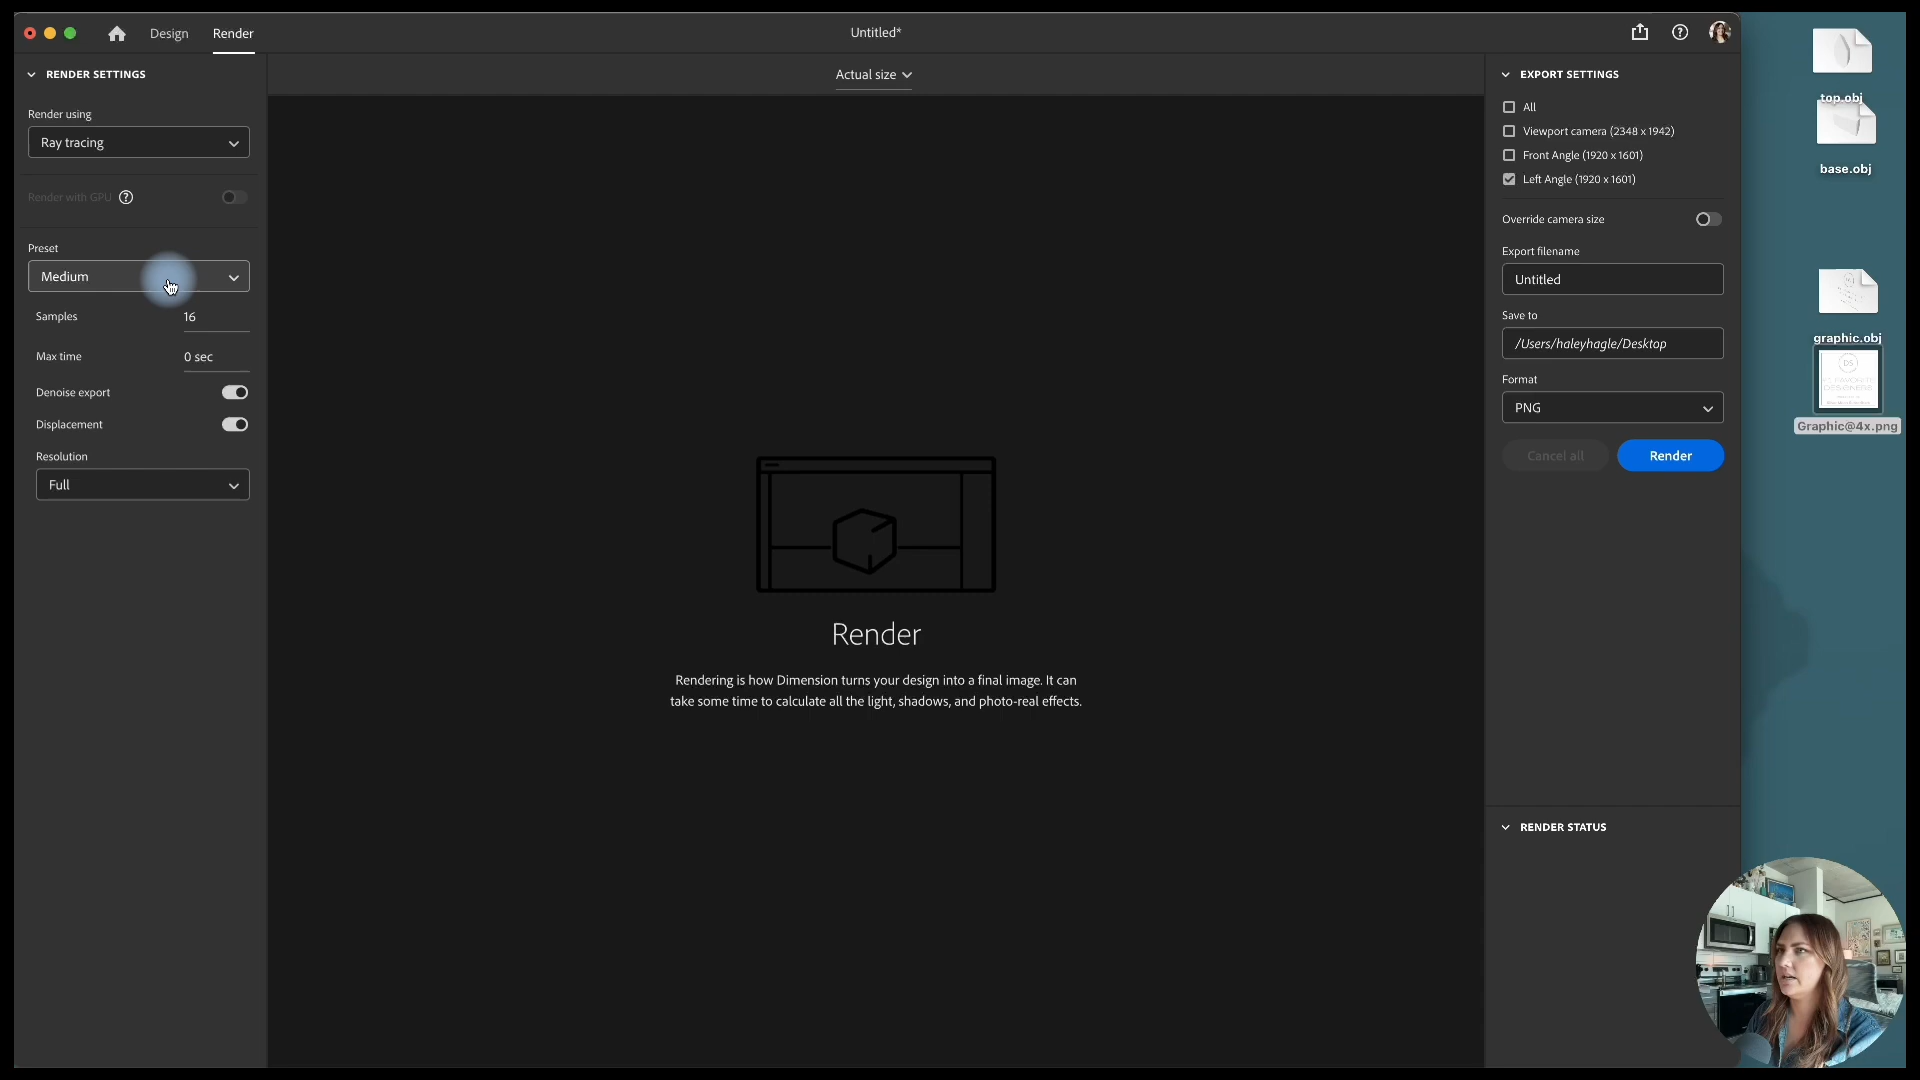 Design
Render
Untitled*
RENDER SETTINGS
Actual size
EXPORT SETTINGS
Render using
Ray tracing
Render with GPU
Preset
Medium
Samples
16
Max time
0 sec
Denoise export
Displacement
Resolution
Full
Render
Rendering is how Dimension turns your design into a final image. It can
take some time to calculate all the light, shadows, and photo-real effects.
All
Viewport camera (2348 x 1942)
Front Angle (1920 x 1601)
Left Angle (1920 x 1601)
Override camera size
Export filename
Untitled
Save to
/Users/haleyhagle/Desktop
Format
PNG
Cancel all
Render
RENDER STATUS
top.obj
base.obj
graphic.obj
Graphic@4x.png